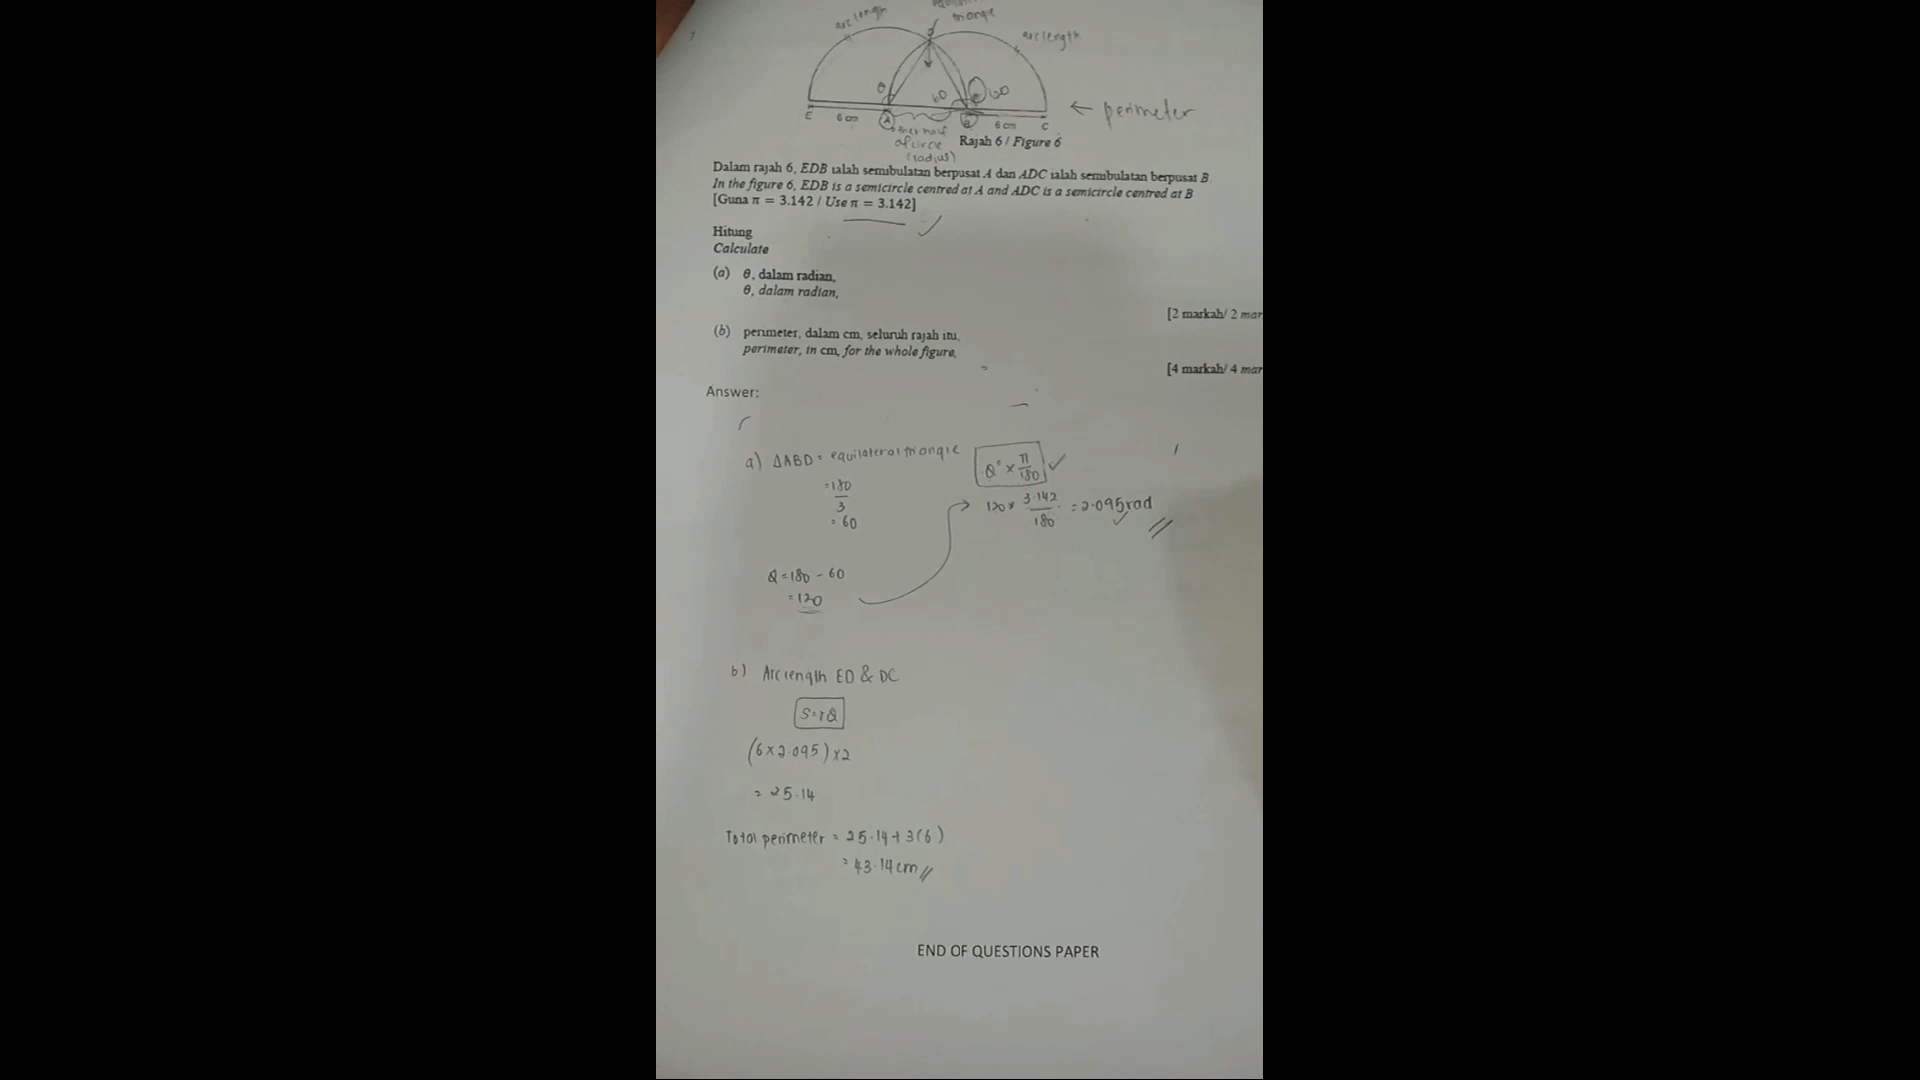 arc length
triangle
arc length
D
θ
60
60
← perimeter
E
6 cm
A
B
6 cm
C
other half
of circle
(radius)
Rajah 6 / Figure 6
Dalam rajah 6, EDB ialah semibulatan berpusat A dan ADC ialah semibulatan berpusat B
In the figure 6, EDB is a semicircle centred at A and ADC is a semicircle centred at B
[Guna π = 3.142 / Use π = 3.142]
Hitung
Calculate
(a) θ, dalam radian,
θ, dalam radian,
[2 markah/ 2 mar
(b) perimeter, dalam cm, seluruh rajah itu,
perimeter, in cm, for the whole figure,
[4 markah/ 4 mar
Answer:
a) ΔABD = equilateral triangle
= 180
3
= 60
θ = 180 - 60
= 120
θ° × π/180 ✓
120 × 3.142/180 = 2.095 rad
b) Arc length ED & DC
S = rθ
(6 × 2.095) × 2
= 25.14
Total perimeter = 25.14 + 3(6)
= 43.14 cm //
END OF QUESTIONS PAPER